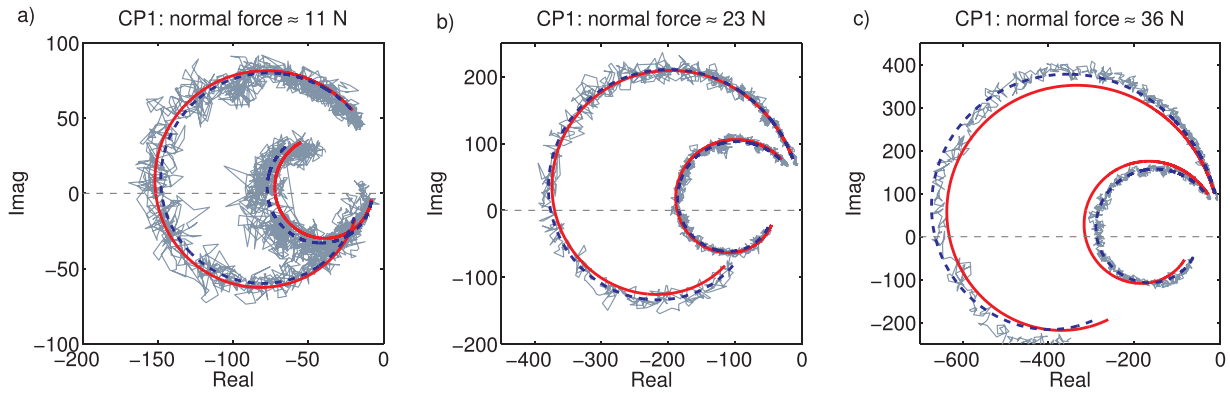 a) CP1: normal force ≈ 11 N
100
50
0
−50
−100
−200 −150 −100 −50 0
Imag
Real
b) CP1: normal force ≈ 23 N
200
100
0
−100
−200
−400 −300 −200 −100 0
Imag
Real
c) CP1: normal force ≈ 36 N
400
300
200
100
0
−100
−200
−600 −400 −200 0
Imag
Real